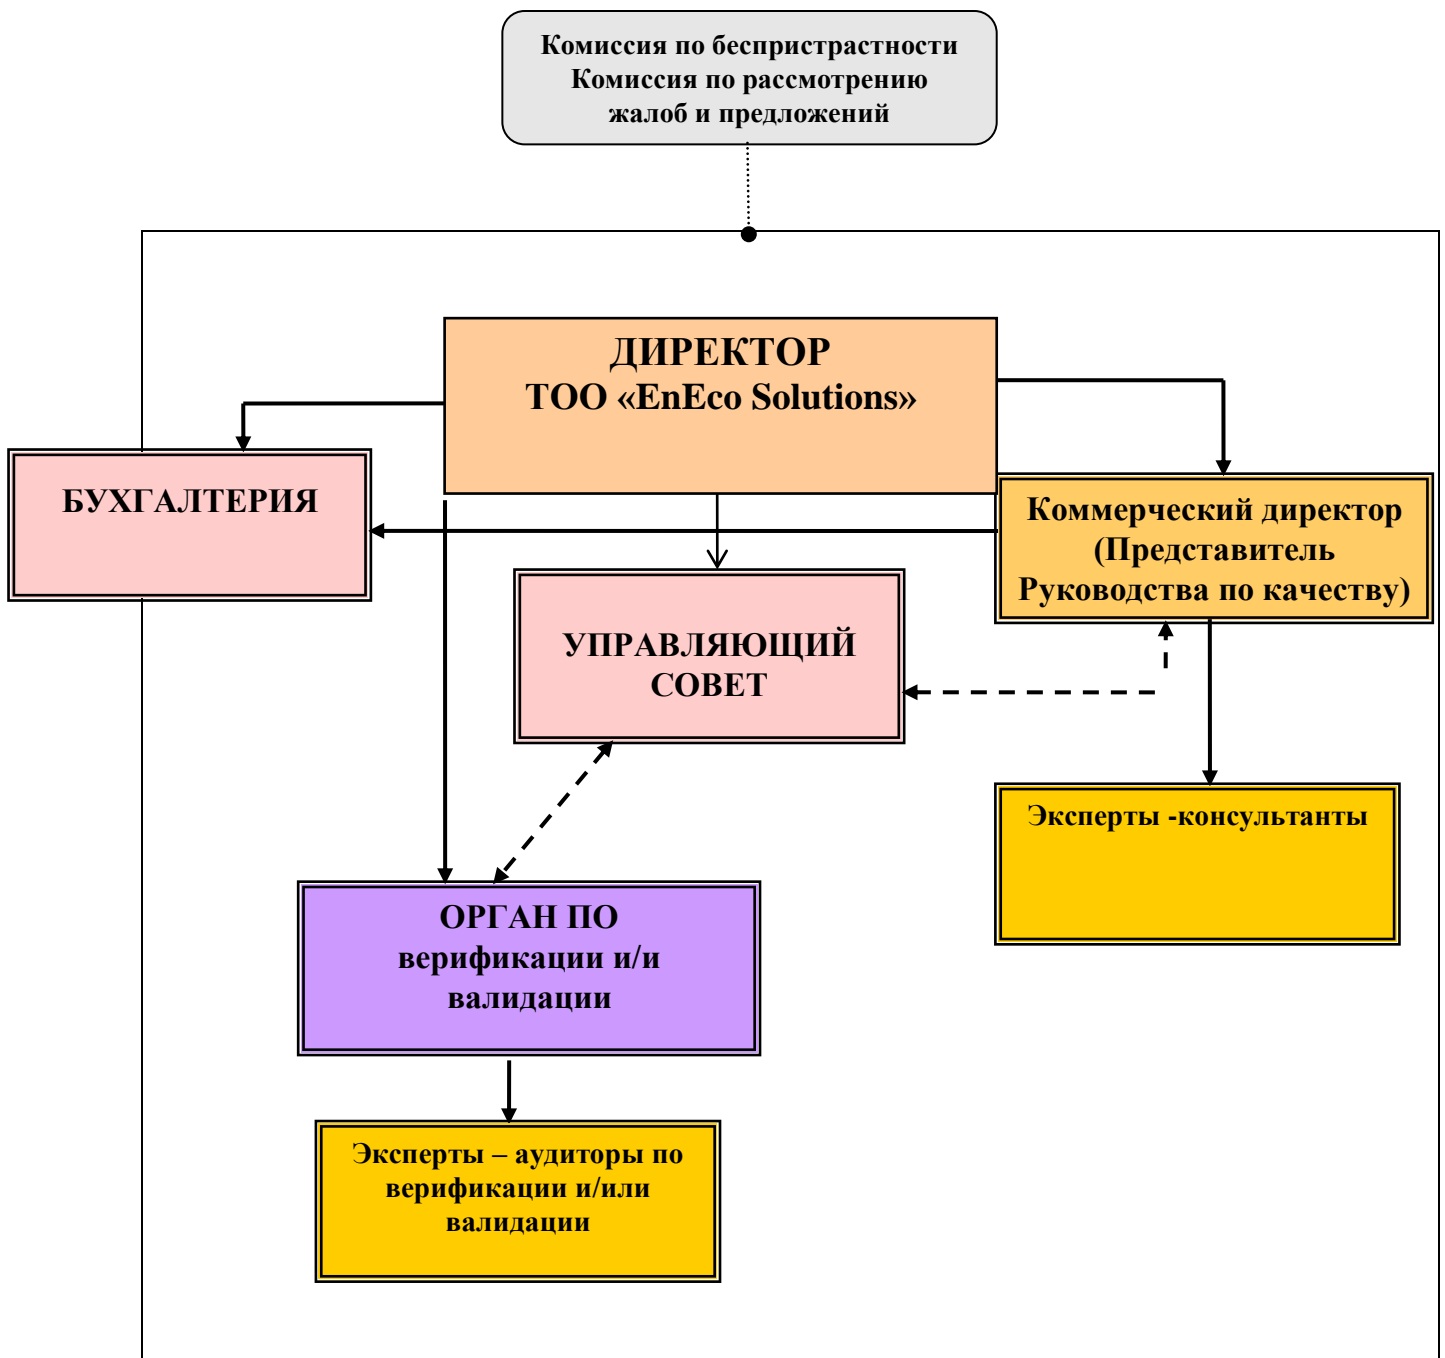 Комиссия по беспристрастности
Комиссия по рассмотрению
жалоб и предложений
ДИРЕКТОР
ТОО «EnEco Solutions»
БУХГАЛТЕРИЯ
Коммерческий директор
(Представитель
Руководства по качеству)
УПРАВЛЯЮЩИЙ
СОВЕТ
Эксперты -консультанты
ОРГАН ПО
верификации и/и
валидации
Эксперты – аудиторы по
верификации и/или
валидации